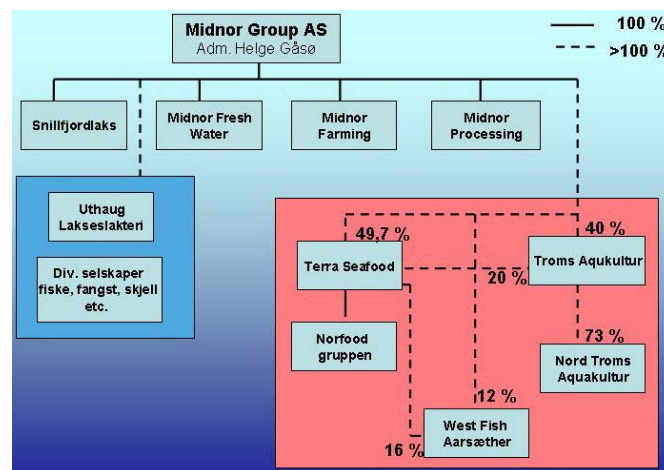 Midnor Group AS
Adm. Helge Gåsø
100 %
>100 %
Snillfjordlaks
Midnor Fresh
Water
Midnor
Farming
Midnor
Processing
Uthaug
Lakseslakteri
Div. selskaper
fiske, fangst, skjell
etc.
49,7 %
40 %
Terra Seafood
20 %
Troms Aqukultur
Norfood
gruppen
73 %
Nord Troms
Aquakultur
12 %
West Fish
Aarsæther
16 %